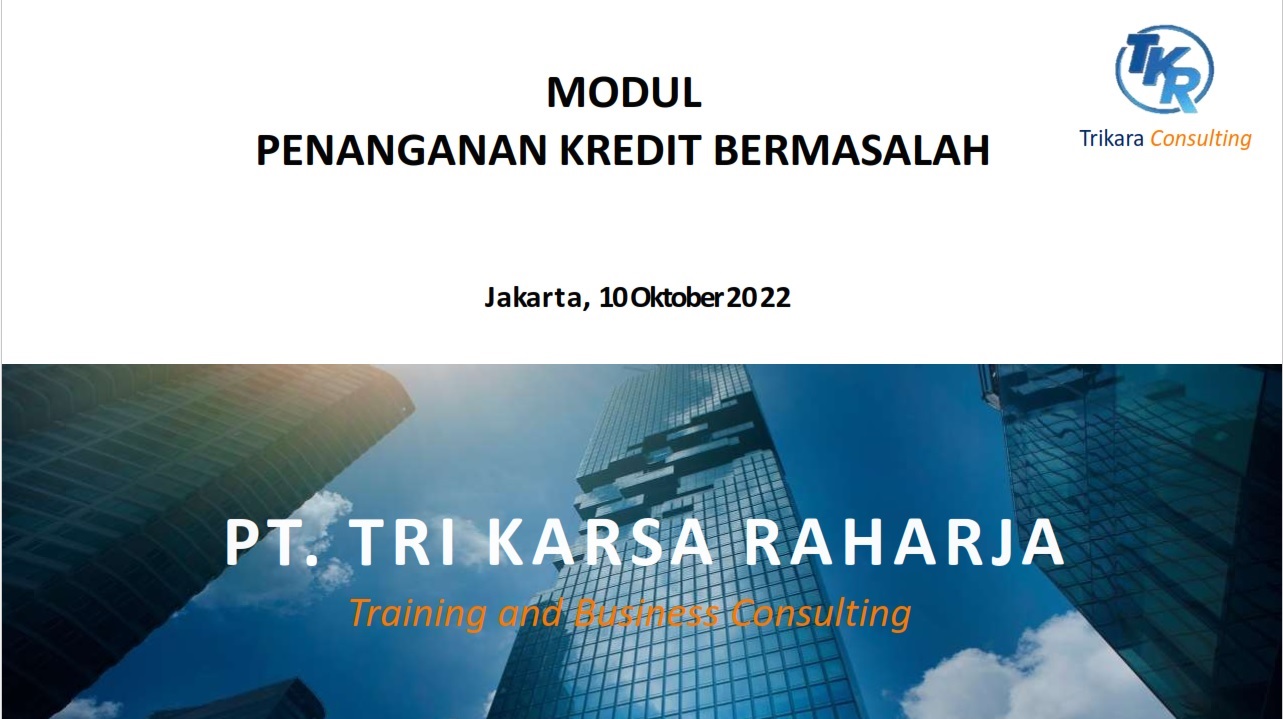 MODUL
PENANGANAN KREDIT BERMASALAH
TKR
Trikara Consulting
Jakarta, 10 Oktober 2022
PT. TRI KARSA RAHARJA
Training and Business Consulting